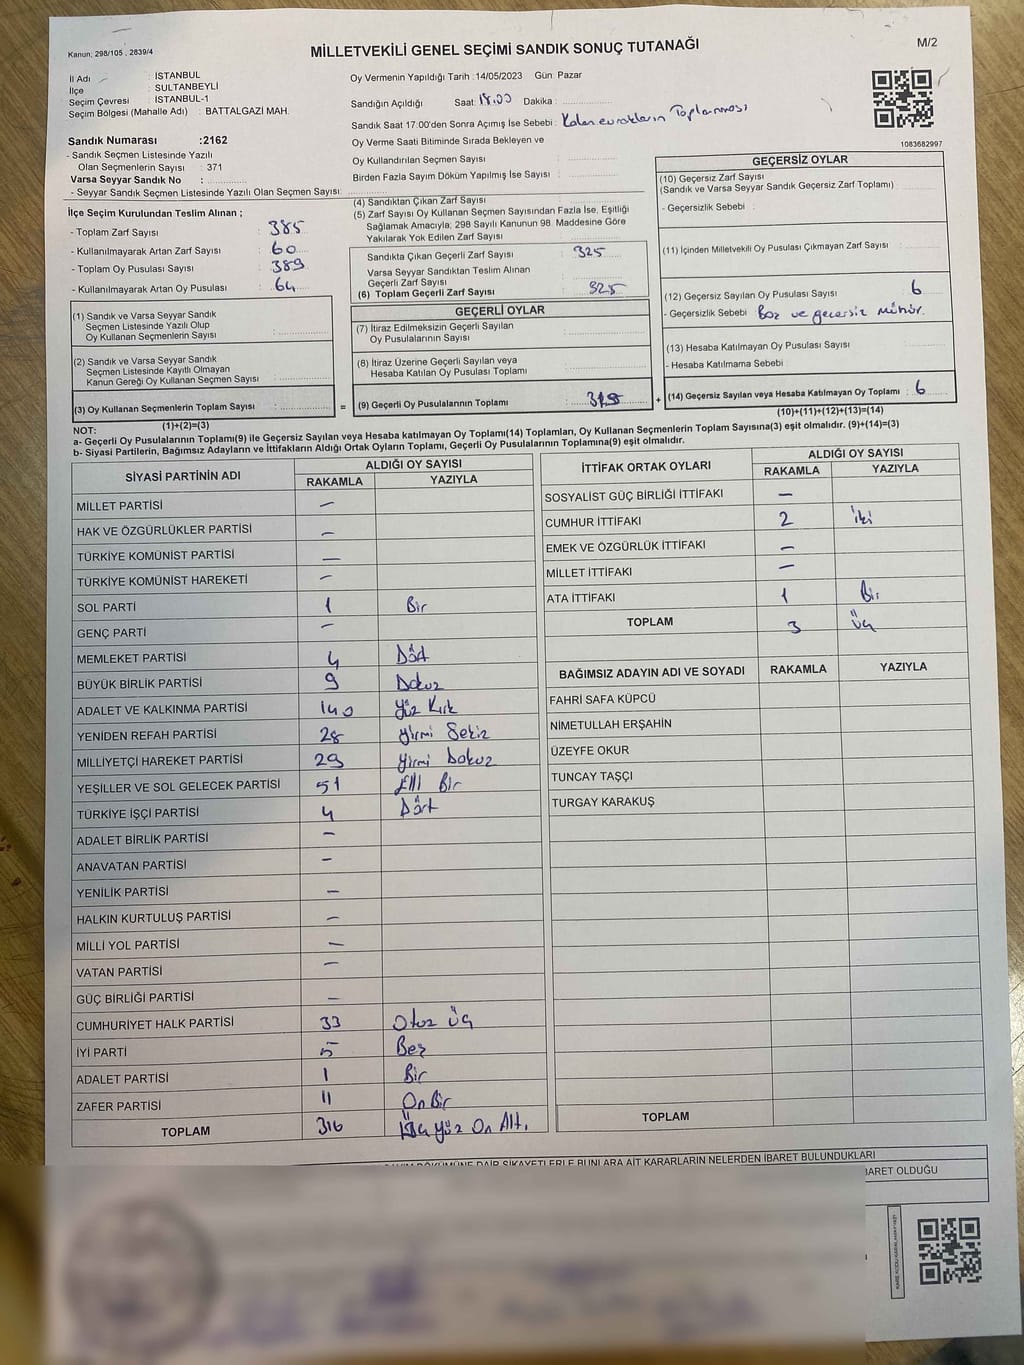 Kanun: 298/105 , 2839/4
MİLLETVEKİLİ GENEL SEÇİMİ SANDIK SONUÇ TUTANAĞI
M/2
İl Adı : İSTANBUL
İlçe : SULTANBEYLİ
Seçim Çevresi : İSTANBUL-1
Seçim Bölgesi (Mahalle Adı) : BATTALGAZİ MAH.
Sandık Numarası :2162
- Sandık Seçmen Listesinde Yazılı
Olan Seçmenlerin Sayısı : 371
Varsa Seyyar Sandık No :
- Seyyar Sandık Seçmen Listesinde Yazılı Olan Seçmen Sayısı:
Oy Vermenin Yapıldığı Tarih : 14/05/2023 Gün: Pazar
Sandığın Açıldığı Saat: 18.00 Dakika :
Sandık Saat 17:00'den Sonra Açımış İse Sebebi : Kalan evrakların Toplanması
Oy Verme Saati Bitiminde Sırada Bekleyen ve
Oy Kullandırılan Seçmen Sayısı :
Birden Fazla Sayım Döküm Yapılmış İse Sayısı :
1083682997
İlçe Seçim Kurulundan Teslim Alınan ;
- Toplam Zarf Sayısı : 385
- Kullanılmayarak Artan Zarf Sayısı : 60
- Toplam Oy Pusulası Sayısı : 389
- Kullanılmayarak Artan Oy Pusulası : 64
(4) Sandıktan Çıkan Zarf Sayısı :
(5) Zarf Sayısı Oy Kullanan Seçmen Sayısından Fazla İse, Eşitliği
Sağlamak Amacıyla; 298 Sayılı Kanunun 98. Maddesine Göre
Yakılarak Yok Edilen Zarf Sayısı :
Sandıkta Çıkan Geçerli Zarf Sayısı : 325
Varsa Seyyar Sandıktan Teslim Alınan
Geçerli Zarf Sayısı :
(6) Toplam Geçerli Zarf Sayısı : 325
GEÇERSİZ OYLAR
(10) Geçersiz Zarf Sayısı
(Sandık ve Varsa Seyyar Sandık Geçersiz Zarf Toplamı) :
- Geçersizlik Sebebi :
(11) İçinden Milletvekili Oy Pusulası Çıkmayan Zarf Sayısı :
(12) Geçersiz Sayılan Oy Pusulası Sayısı : 6
- Geçersizlik Sebebi : Boz ve geçersiz mühür.
(13) Hesaba Katılmayan Oy Pusulası Sayısı :
- Hesaba Katılmama Sebebi :
(14) Geçersiz Sayılan veya Hesaba Katılmayan Oy Toplamı : 6
(10)+(11)+(12)+(13)=(14)
(1) Sandık ve Varsa Seyyar Sandık
Seçmen Listesinde Yazılı Olup
Oy Kullanan Seçmenlerin Sayısı :
(2) Sandık ve Varsa Seyyar Sandık
Seçmen Listesinde Kayıtlı Olmayan
Kanun Gereği Oy Kullanan Seçmen Sayısı :
(3) Oy Kullanan Seçmenlerin Toplam Sayısı :
(1)+(2)=(3)
GEÇERLİ OYLAR
(7) İtiraz Edilmeksizin Geçerli Sayılan
Oy Pusulalarının Sayısı :
(8) İtiraz Üzerine Geçerli Sayılan veya
Hesaba Katılan Oy Pusulası Toplamı :
= (9) Geçerli Oy Pusulalarının Toplamı : 319 +
NOT:
a- Geçerli Oy Pusulalarının Toplamı(9) ile Geçersiz Sayılan veya Hesaba katılmayan Oy Toplamı(14) Toplamları, Oy Kullanan Seçmenlerin Toplam Sayısına(3) eşit olmalıdır. (9)+(14)=(3)
b- Siyasi Partilerin, Bağımsız Adayların ve İttifakların Aldığı Ortak Oyların Toplamı, Geçerli Oy Pusulalarının Toplamına(9) eşit olmalıdır.
SİYASİ PARTİNİN ADI ALDIĞI OY SAYISI
RAKAMLA YAZIYLA
MİLLET PARTİSİ —
HAK VE ÖZGÜRLÜKLER PARTİSİ —
TÜRKİYE KOMÜNİST PARTİSİ —
TÜRKİYE KOMÜNİST HAREKETİ —
SOL PARTİ 1 Bir
GENÇ PARTİ —
MEMLEKET PARTİSİ 4 Dört
BÜYÜK BİRLİK PARTİSİ 9 Dokuz
ADALET VE KALKINMA PARTİSİ 140 Yüz Kırk
YENİDEN REFAH PARTİSİ 28 Yirmi Sekiz
MİLLİYETÇİ HAREKET PARTİSİ 29 Yirmi Dokuz
YEŞİLLER VE SOL GELECEK PARTİSİ 51 Elli Bir
TÜRKİYE İŞÇİ PARTİSİ 4 Dört
ADALET BİRLİK PARTİSİ —
ANAVATAN PARTİSİ —
YENİLİK PARTİSİ —
HALKIN KURTULUŞ PARTİSİ —
MİLLİ YOL PARTİSİ —
VATAN PARTİSİ —
GÜÇ BİRLİĞİ PARTİSİ —
CUMHURİYET HALK PARTİSİ 33 Otuz üç
İYİ PARTİ 5 Beş
ADALET PARTİSİ 1 Bir
ZAFER PARTİSİ 11 On Bir
TOPLAM 316 Üç Yüz On Altı
İTTİFAK ORTAK OYLARI ALDIĞI OY SAYISI
RAKAMLA YAZIYLA
SOSYALİST GÜÇ BİRLİĞİ İTTİFAKI —
CUMHUR İTTİFAKI 2 iki
EMEK VE ÖZGÜRLÜK İTTİFAKI —
MİLLET İTTİFAKI —
ATA İTTİFAKI 1 Bir
TOPLAM 3 Üç
BAĞIMSIZ ADAYIN ADI VE SOYADI RAKAMLA YAZIYLA
FAHRİ SAFA KÜPCÜ
NİMETULLAH ERŞAHİN
ÜZEYFE OKUR
TUNCAY TAŞÇI
TURGAY KARAKUŞ
TOPLAM
DÖKÜMÜNE DAİR ŞİKAYETLERLE BUNLARA AİT KARARLARIN NELERDEN İBARET BULUNDUKLARI
BARET OLDUĞU